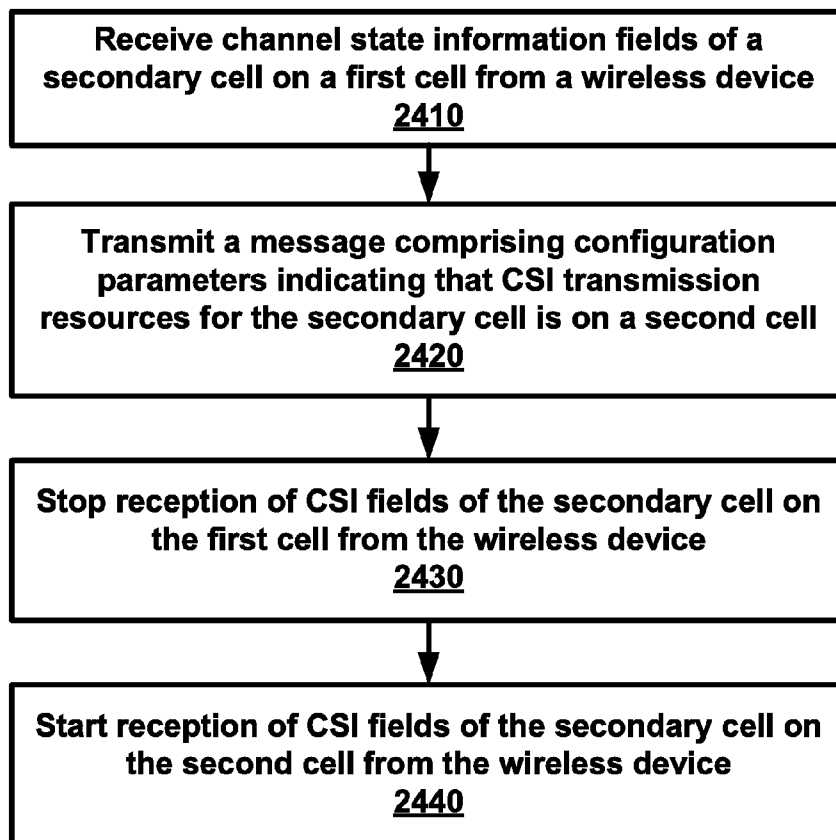 Receive channel state information fields of a
secondary cell on a first cell from a wireless device
2410
Transmit a message comprising configuration
parameters indicating that CSI transmission
resources for the secondary cell is on a second cell
2420
Stop reception of CSI fields of the secondary cell on
the first cell from the wireless device
2430
Start reception of CSI fields of the secondary cell on
the second cell from the wireless device
2440